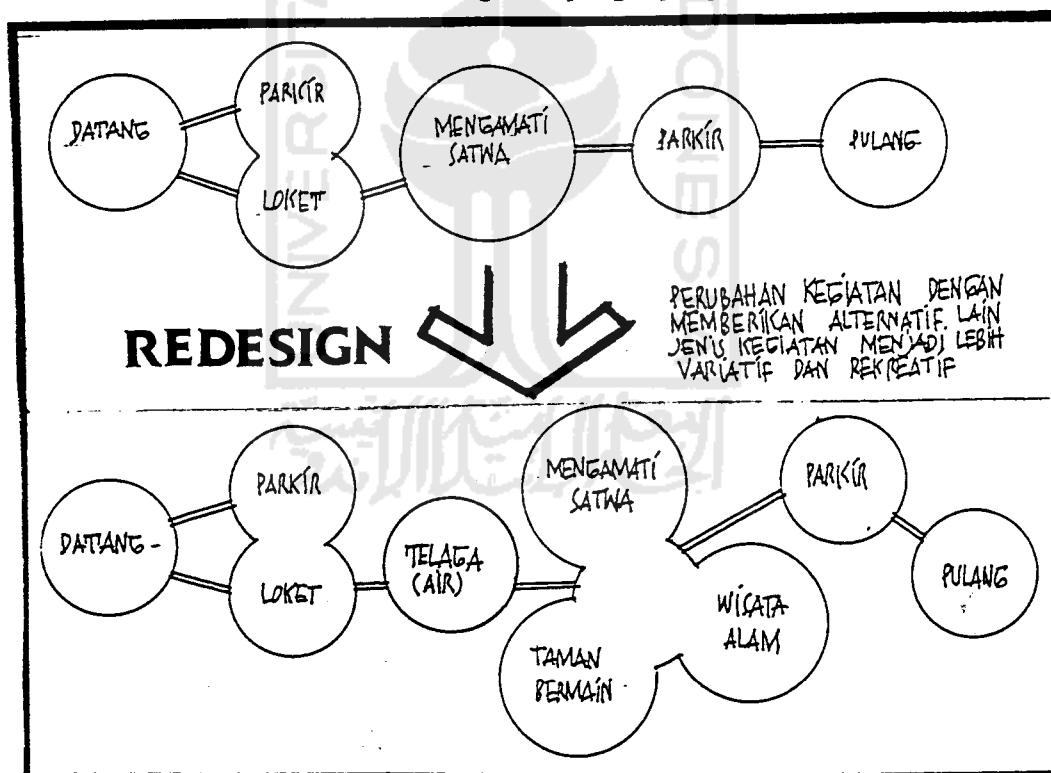 DATANG
PARKIR
LOKET
MENGAMATI
SATWA
PARKIR
PULANG
REDESIGN
PERUBAHAN KEGIATAN DENGAN
MEMBERIKAN ALTERNATIF LAIN
JENIS KEGIATAN MENJADI LEBIH
VARIATIF DAN REKREATIF
DATANG -
PARKIR
LOKET
TELAGA
(AIR)
MENGAMATI
SATWA
TAMAN
BERMAIN
WISATA
ALAM
PARKIR
PULANG